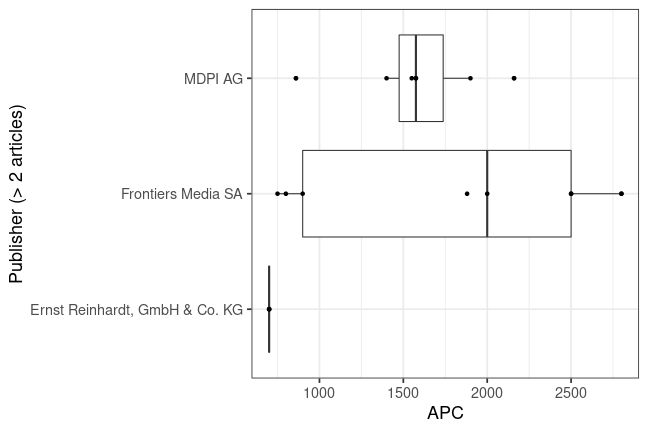 Publisher (> 2 articles)
MDPI AG
Frontiers Media SA
Ernst Reinhardt, GmbH & Co. KG
1000 1500 2000 2500
APC